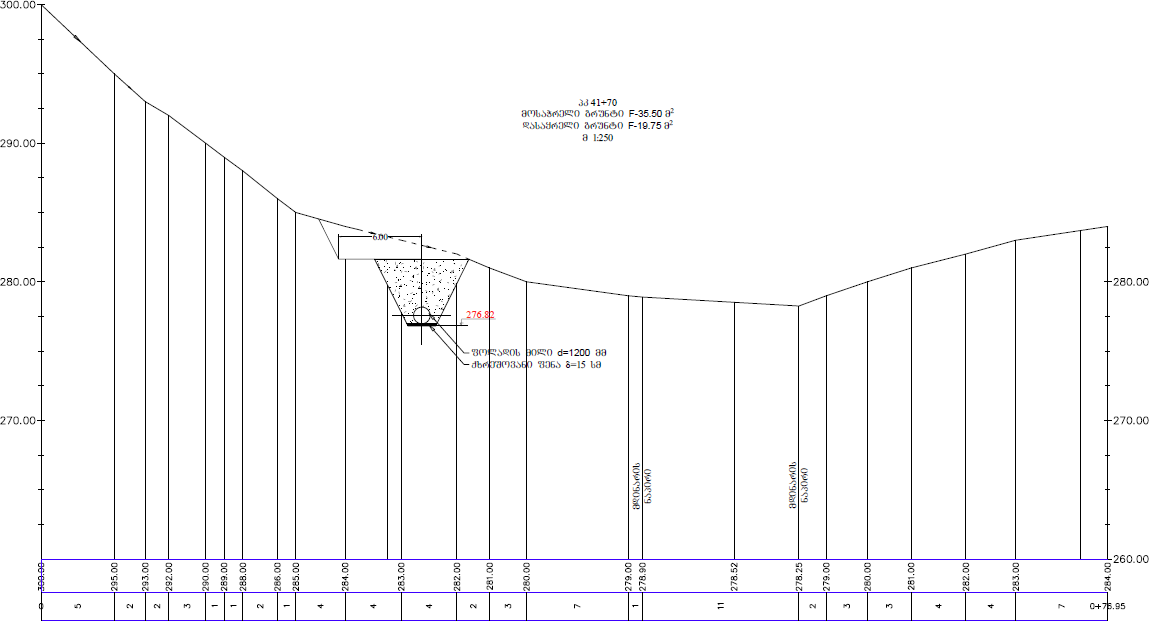 300.00
პკ 41+70
მოსაჭრელი გრუნტი F-35.50 მ²
დასაყრელი გრუნტი F-19.75 მ²
მ 1:250
290.00
6.00
280.00
280.00
276.82
ფოლადის მილი d=1200 მმ
ქვიშოვანი ფენა δ=15 სმ
270.00
270.00
მდინარის
ნაპირი
მდინარის
ნაპირი
260.00
260.00
300.00 295.00 293.00 292.00 290.00 289.00 288.00 286.00 285.00 284.00 283.00 282.00 281.00 280.00 279.00 278.90 278.52 278.25 279.00 280.00 281.00 282.00 283.00 284.00
0 5 2 2 3 1 1 2 1 4 4 4 2 3 7 1 11 2 3 3 4 4 7 0+76.95